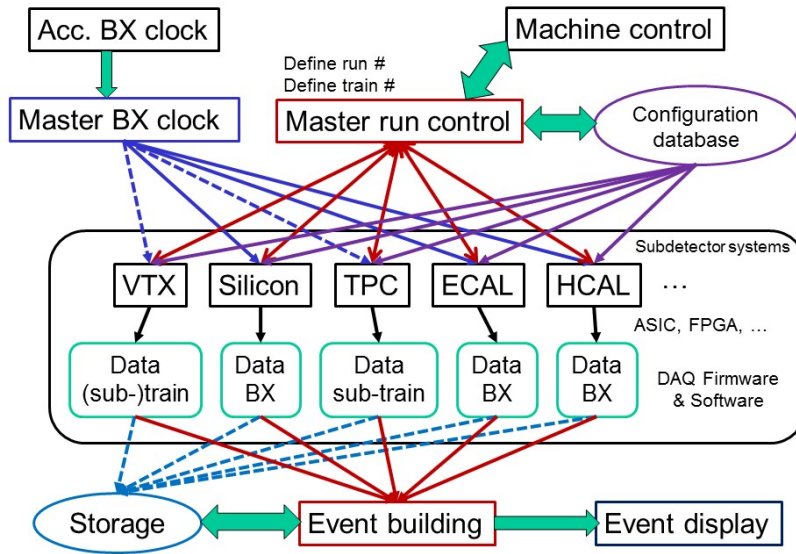 Acc. BX clock
Machine control
Define run #
Define train #
Master BX clock
Master run control
Configuration
database
Subdetector systems
VTX
Silicon
TPC
ECAL
HCAL
...
ASIC, FPGA, ...
Data
(sub-)train
Data
BX
Data
sub-train
Data
BX
Data
BX
DAQ Firmware
& Software
Storage
Event building
Event display